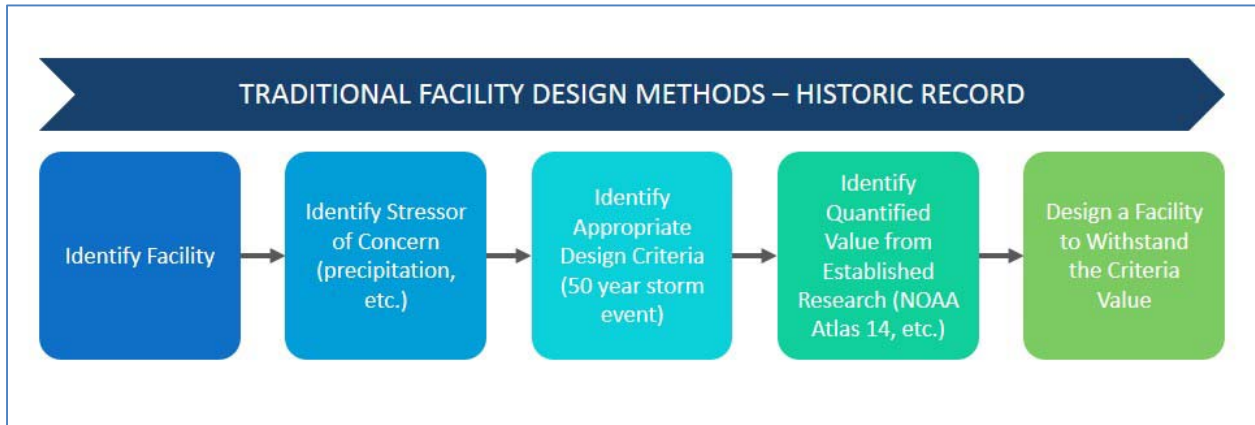 TRADITIONAL FACILITY DESIGN METHODS – HISTORIC RECORD
Identify Facility
Identify Stressor
of Concern
(precipitation,
etc.)
Identify
Appropriate
Design Criteria
(50 year storm
event)
Identify
Quantified
Value from
Established
Research (NOAA
Atlas 14, etc.)
Design a Facility
to Withstand
the Criteria
Value